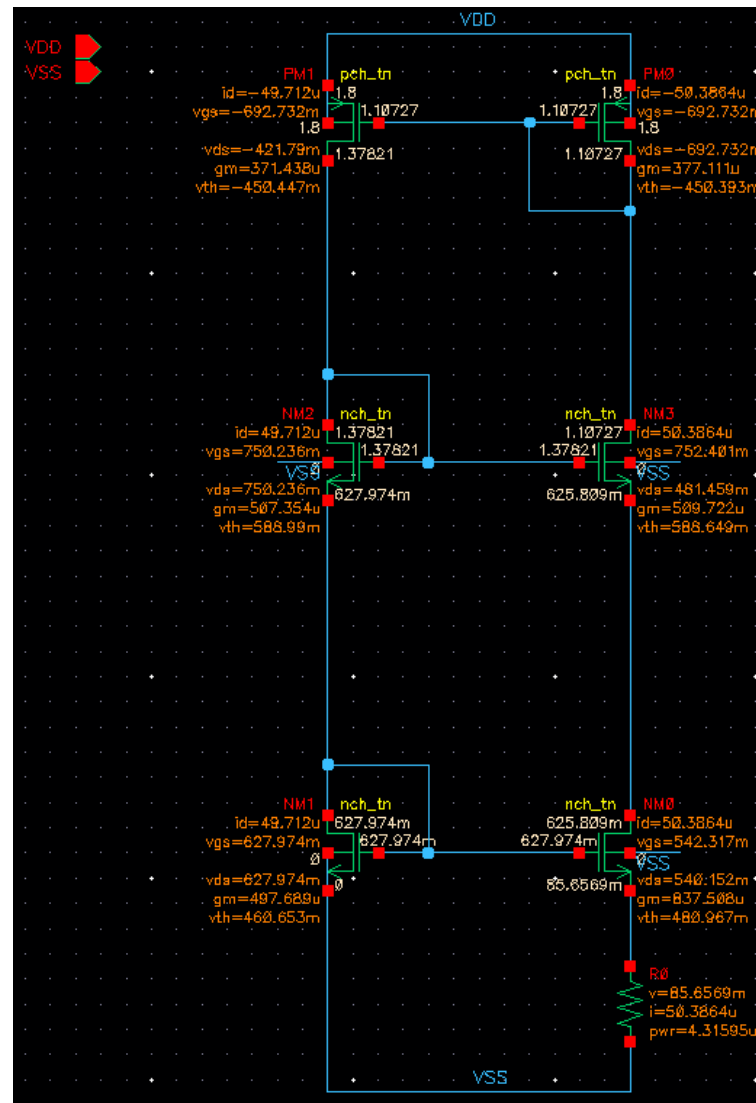 VDD
VDD
VSS
PM1 pch_tn
id=-49.712u
1.8
vgs=-692.732m
1.10727
1.8
vds=-421.79m
1.37821
gm=371.438u
vth=-450.447m
pch_tn PM0
1.8
id=-50.3864u
1.10727
vgs=-692.732m
1.8
vds=-692.732m
1.10727
gm=377.111u
vth=-450.393m
NM2 nch_tn
id=49.712u
1.37821
vgs=750.236m
1.37821
0
VSS
vds=750.236m
627.974m
gm=507.354u
vth=588.99m
nch_tn NM3
1.10727
id=50.3864u
1.37821
vgs=752.401m
0
VSS
vds=481.459m
625.809m
gm=509.722u
vth=588.649m
NM1 nch_tn
id=49.712u
627.974m
vgs=627.974m
627.974m
0
vds=627.974m
0
gm=497.689u
vth=460.653m
nch_tn NM0
625.809m
id=50.3864u
627.974m
vgs=542.317m
0
VSS
vds=540.152m
85.6569m
gm=837.508u
vth=480.967m
R0
v=85.6569m
i=50.3864u
pwr=4.31595u
VSS